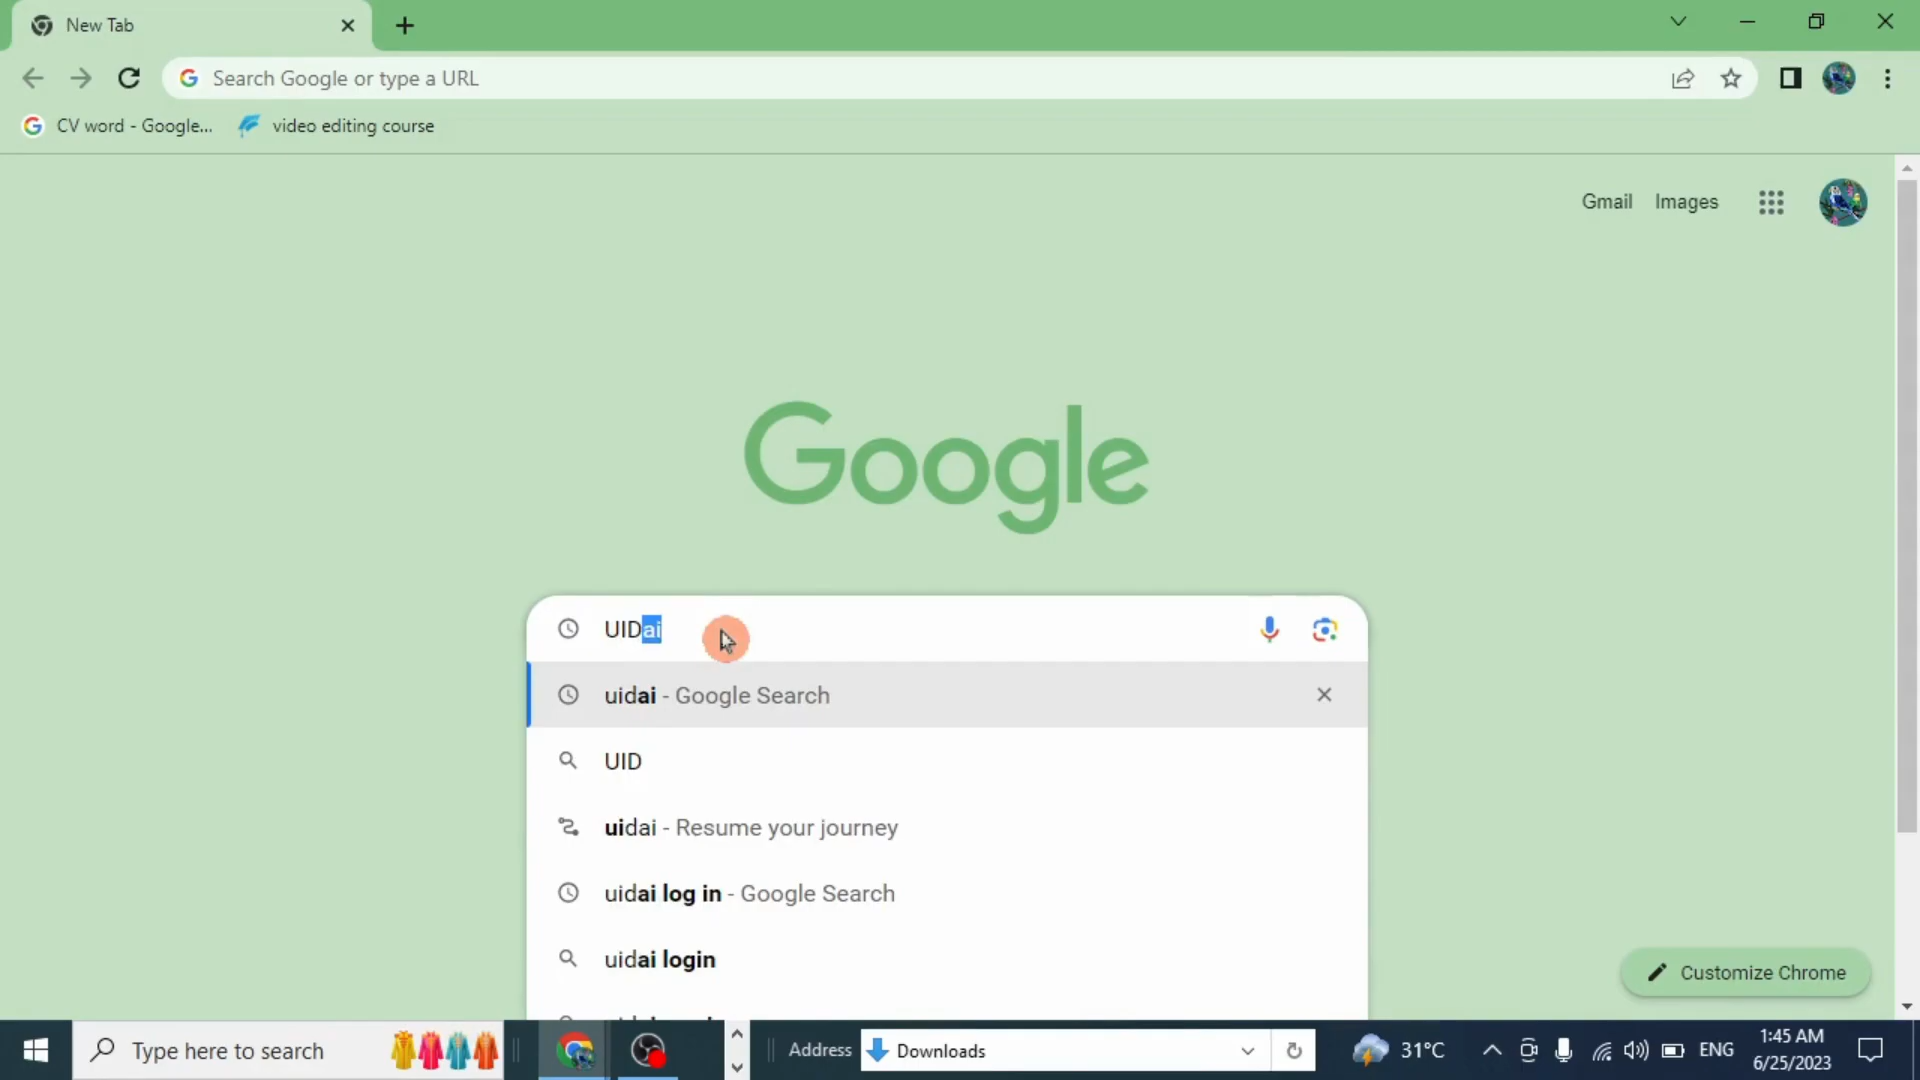 New Tab
Search Google or type a URL
CV word - Google...
video editing course
Gmail Images
Google
UIDai
uidai - Google Search
UID
uidai - Resume your journey
uidai log in - Google Search
uidai login
Customize Chrome
Type here to search
Address
Downloads
31°C
ENG
1:45 AM
6/25/2023